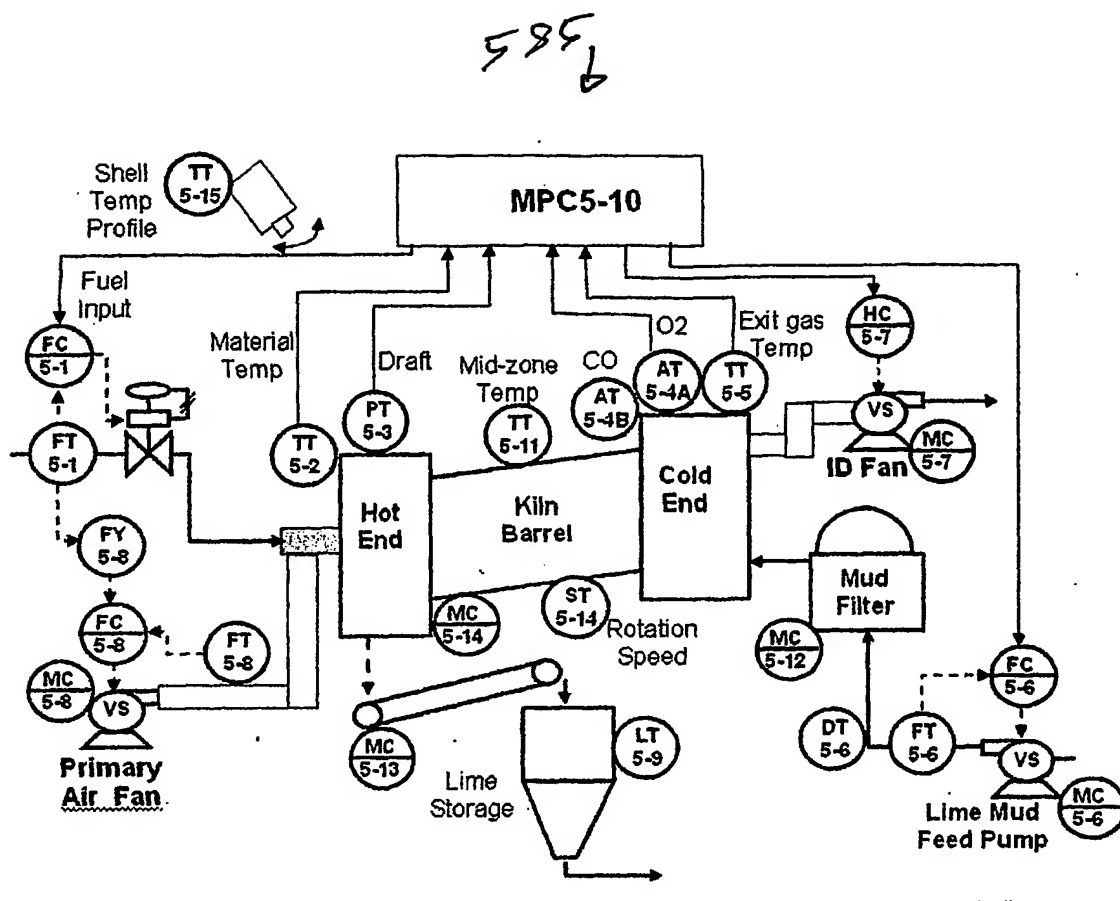 585
Shell
Temp
Profile
TT
5-15
MPC5-10
Fuel
Input
FC
5-1
FT
5-1
Material
Temp
TT
5-2
Draft
PT
5-3
Mid-zone
Temp
TT
5-11
CO
AT
5-4B
O2
AT
5-4A
Exit gas
Temp
TT
5-5
HC
5-7
VS
MC
5-7
ID Fan
Hot
End
Kiln
Barrel
Cold
End
FY
5-8
FC
5-8
FT
5-8
MC
5-8
VS
Primary
Air Fan
MC
5-14
ST
5-14
Rotation
Speed
MC
5-13
Lime
Storage
LT
5-9
Mud
Filter
MC
5-12
DT
5-6
FT
5-6
FC
5-6
VS
MC
5-6
Lime Mud
Feed Pump